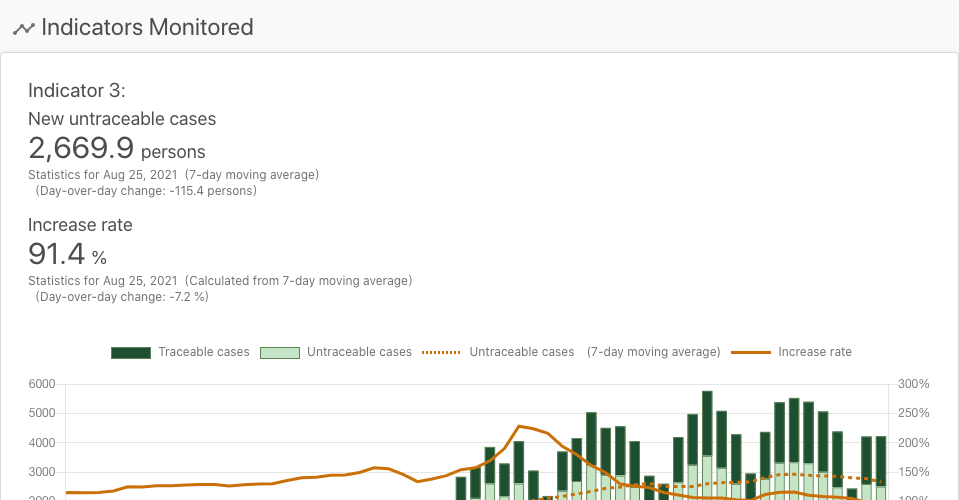 Indicators Monitored
Indicator 3:
New untraceable cases
2,669.9 persons
Statistics for Aug 25, 2021 (7-day moving average)
(Day-over-day change: -115.4 persons)
Increase rate
91.4 %
Statistics for Aug 25, 2021 (Calculated from 7-day moving average)
(Day-over-day change: -7.2 %)
Traceable cases Untraceable cases Untraceable cases (7-day moving average) Increase rate
6000 300%
5000 250%
4000 200%
3000 150%
2000 100%